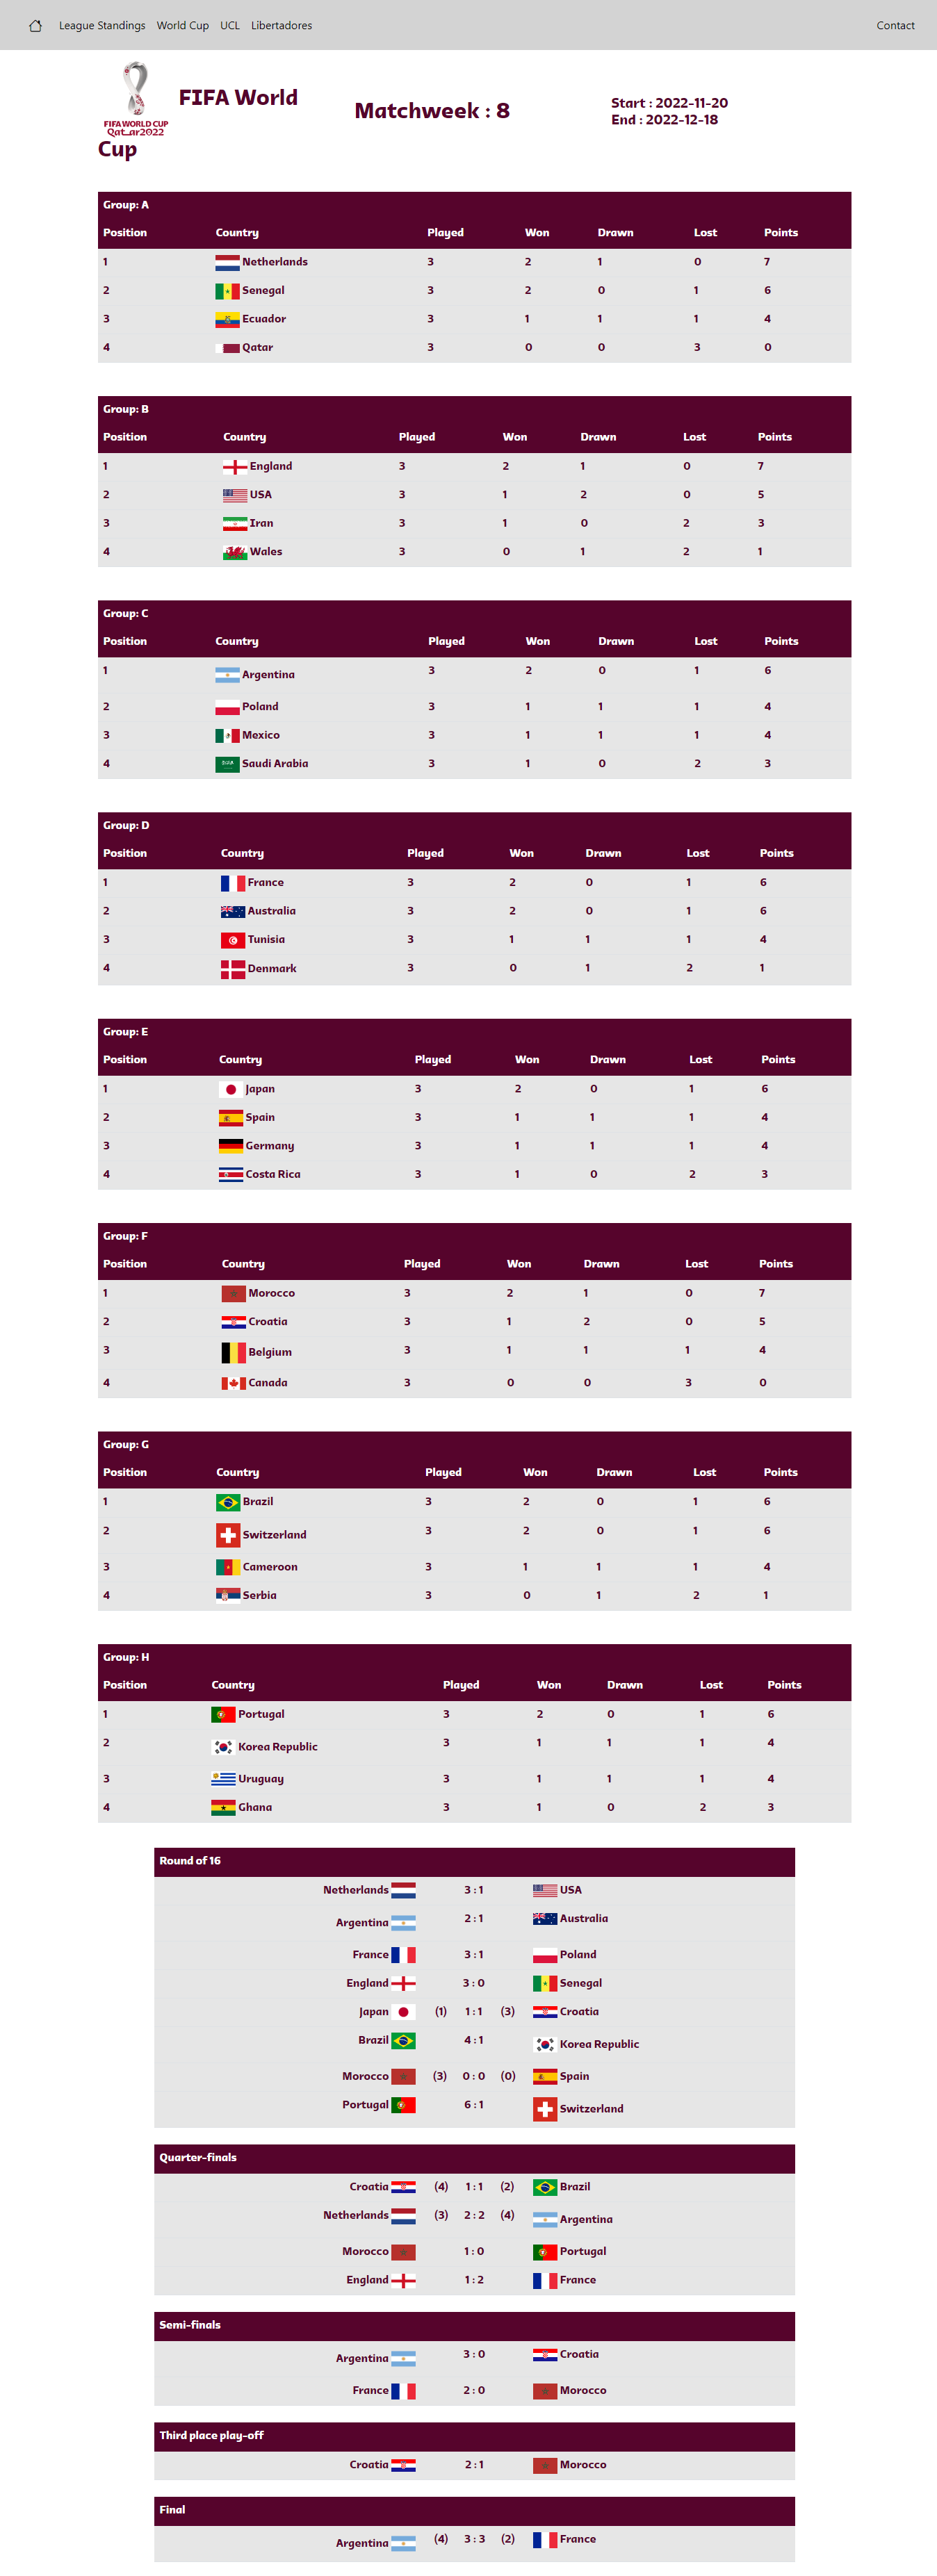 League Standings World Cup UCL Libertadores Contact
FIFA WORLD CUP
Qatar2022
FIFA World Cup
Matchweek : 8
Start : 2022-11-20
End : 2022-12-18
Group: A
Position Country Played Won Drawn Lost Points
1 Netherlands 3 2 1 0 7
2 Senegal 3 2 0 1 6
3 Ecuador 3 1 1 1 4
4 Qatar 3 0 0 3 0
Group: B
Position Country Played Won Drawn Lost Points
1 England 3 2 1 0 7
2 USA 3 1 2 0 5
3 Iran 3 1 0 2 3
4 Wales 3 0 1 2 1
Group: C
Position Country Played Won Drawn Lost Points
1 Argentina 3 2 0 1 6
2 Poland 3 1 1 1 4
3 Mexico 3 1 1 1 4
4 Saudi Arabia 3 1 0 2 3
Group: D
Position Country Played Won Drawn Lost Points
1 France 3 2 0 1 6
2 Australia 3 2 0 1 6
3 Tunisia 3 1 1 1 4
4 Denmark 3 0 1 2 1
Group: E
Position Country Played Won Drawn Lost Points
1 Japan 3 2 0 1 6
2 Spain 3 1 1 1 4
3 Germany 3 1 1 1 4
4 Costa Rica 3 1 0 2 3
Group: F
Position Country Played Won Drawn Lost Points
1 Morocco 3 2 1 0 7
2 Croatia 3 1 2 0 5
3 Belgium 3 1 1 1 4
4 Canada 3 0 0 3 0
Group: G
Position Country Played Won Drawn Lost Points
1 Brazil 3 2 0 1 6
2 Switzerland 3 2 0 1 6
3 Cameroon 3 1 1 1 4
4 Serbia 3 0 1 2 1
Group: H
Position Country Played Won Drawn Lost Points
1 Portugal 3 2 0 1 6
2 Korea Republic 3 1 1 1 4
3 Uruguay 3 1 1 1 4
4 Ghana 3 1 0 2 3
Round of 16
Netherlands 3 : 1 USA
Argentina 2 : 1 Australia
France 3 : 1 Poland
England 3 : 0 Senegal
Japan (1) 1 : 1 (3) Croatia
Brazil 4 : 1 Korea Republic
Morocco (3) 0 : 0 (0) Spain
Portugal 6 : 1 Switzerland
Quarter-finals
Croatia (4) 1 : 1 (2) Brazil
Netherlands (3) 2 : 2 (4) Argentina
Morocco 1 : 0 Portugal
England 1 : 2 France
Semi-finals
Argentina 3 : 0 Croatia
France 2 : 0 Morocco
Third place play-off
Croatia 2 : 1 Morocco
Final
Argentina (4) 3 : 3 (2) France